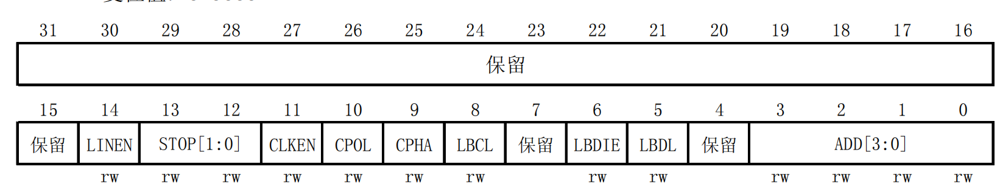 31 30 29 28 27 26 25 24 23 22 21 20 19 18 17 16
保留
15 14 13 12 11 10 9 8 7 6 5 4 3 2 1 0
保留 LINEN STOP[1:0] CLKEN CPOL CPHA LBCL 保留 LBDIE LBDL 保留 ADD[3:0]
rw rw rw rw rw rw rw rw rw rw rw rw rw